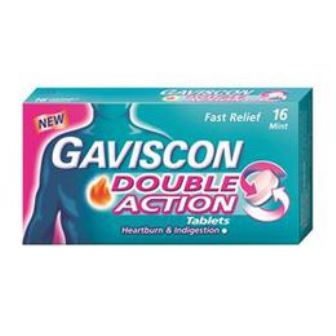 NEW
Fast Relief 16
Mint
GAVISCON
DOUBLE
ACTION
Tablets
Heartburn & Indigestion